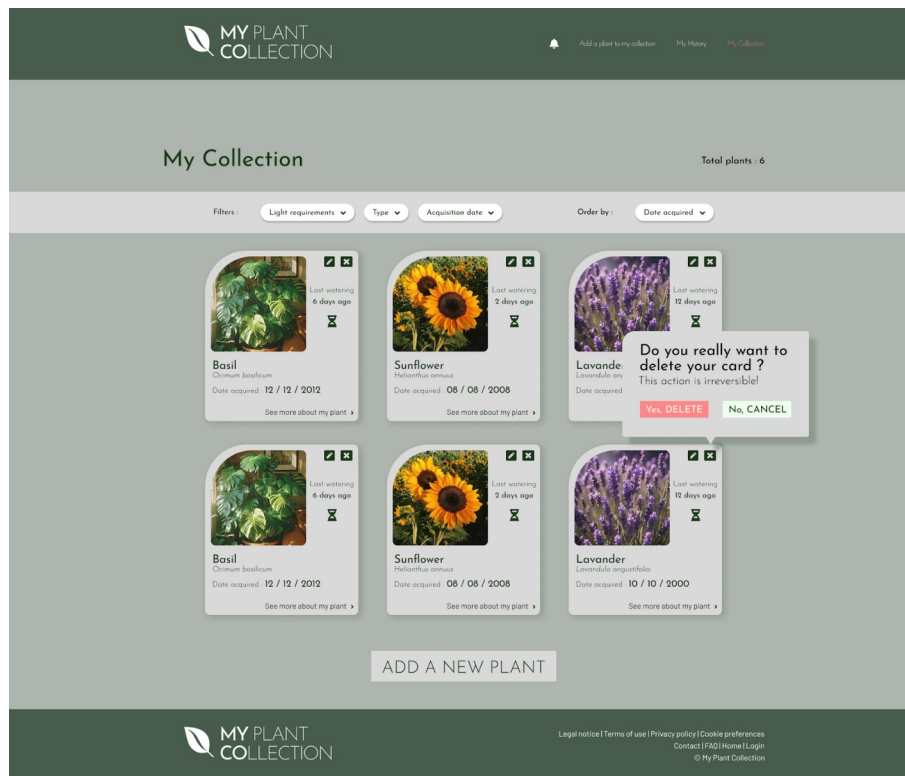 MY PLANT
COLLECTION
Add a plant to my collection
My History
My Collection
My Collection
Total plants : 6
Filters :
Light requirements
Type
Acquisition date
Order by :
Date acquired
Last watering
6 days ago
Basil
Ocimum basilicum
Date acquired : 12 / 12 / 2012
See more about my plant
Last watering
2 days ago
Sunflower
Helianthus annuus
Date acquired : 08 / 08 / 2008
See more about my plant
Last watering
12 days ago
Lavande
Lavandula ang
Date acquired
Do you really want to
delete your card ?
This action is irreversible!
Yes, DELETE
No, CANCEL
Last watering
6 days ago
Basil
Ocimum basilicum
Date acquired : 12 / 12 / 2012
See more about my plant
Last watering
2 days ago
Sunflower
Helianthus annuus
Date acquired : 08 / 08 / 2008
See more about my plant
Last watering
12 days ago
Lavander
Lavandula angustifolia
Date acquired : 10 / 10 / 2000
See more about my plant
ADD A NEW PLANT
MY PLANT
COLLECTION
Legal notice | Terms of use | Privacy policy | Cookie preferences
Contact | FAQ | Home | Login
© My Plant Collection